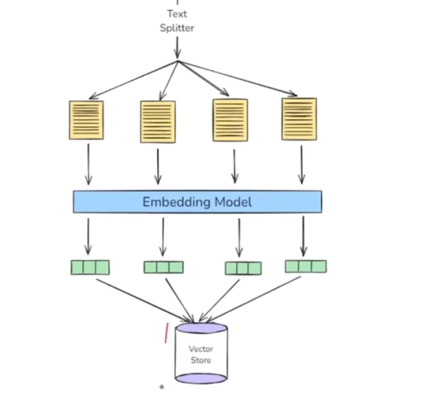 Text
Splitter
Embedding Model
Vector
Store